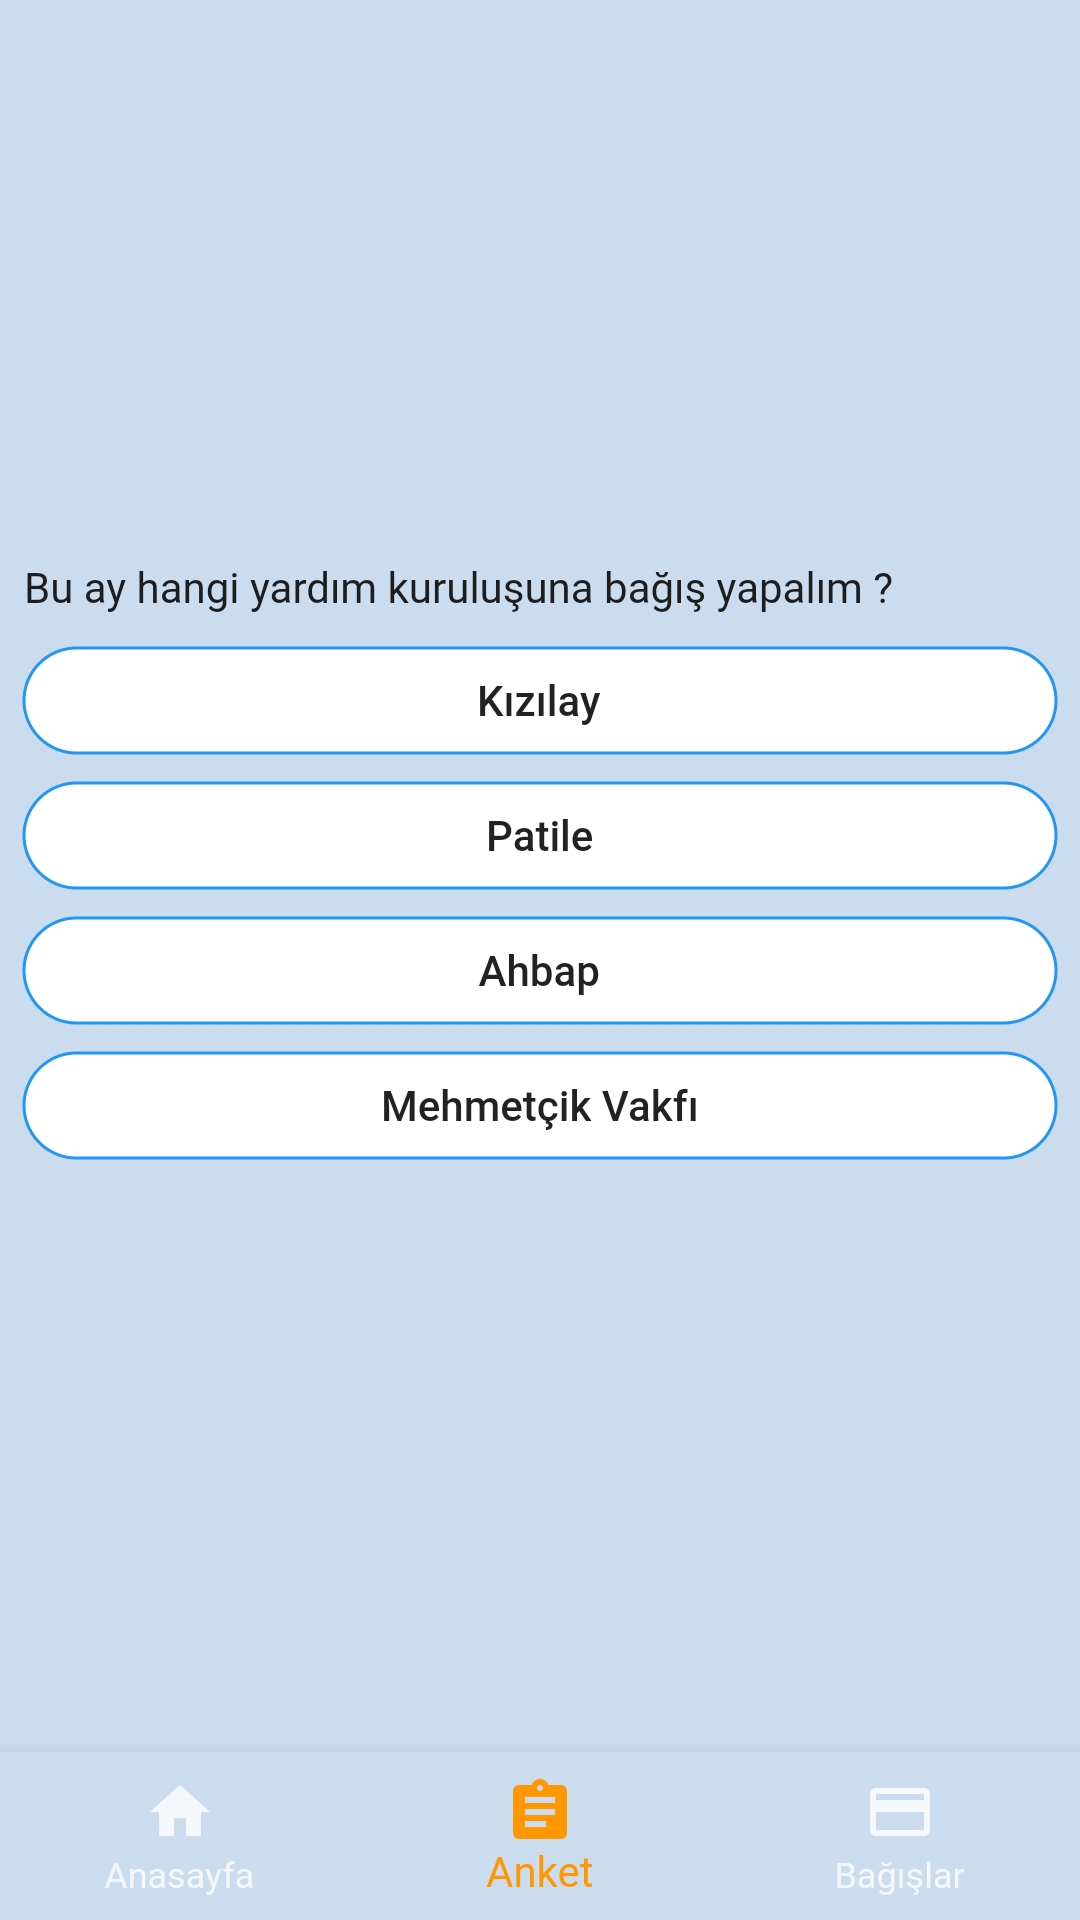 Bu ay hangi yardım kuruluşuna bağış yapalım ?
Kızılay
Patile
Ahbap
Mehmetçik Vakfı
Anasayfa
Anket
Bağışlar